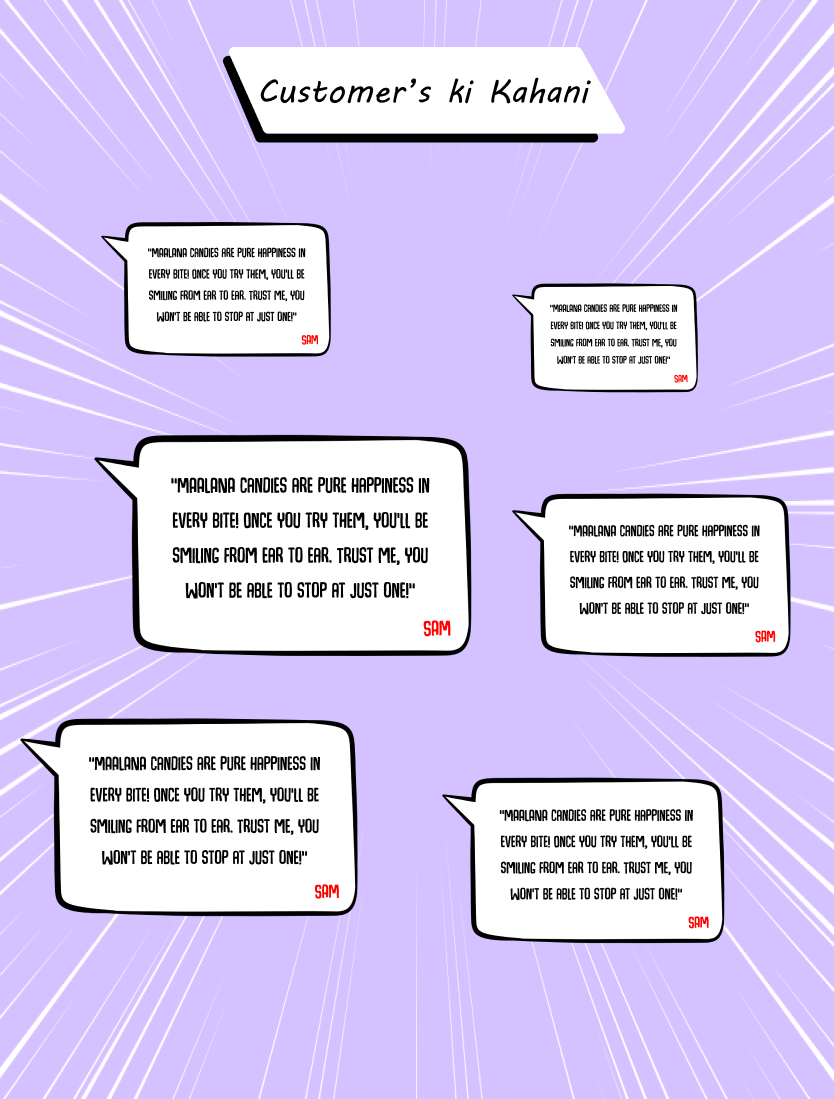 Customer's ki Kahani
"MAALANA CANDIES ARE PURE HAPPINESS IN
EVERY BITE! ONCE YOU TRY THEM, YOU'LL BE
SMILING FROM EAR TO EAR. TRUST ME, YOU
WON'T BE ABLE TO STOP AT JUST ONE!"
SAM
"MAALANA CANDIES ARE PURE HAPPINESS IN
EVERY BITE! ONCE YOU TRY THEM, YOU'LL BE
SMILING FROM EAR TO EAR. TRUST ME, YOU
WON'T BE ABLE TO STOP AT JUST ONE!"
SAM
"MAALANA CANDIES ARE PURE HAPPINESS IN
EVERY BITE! ONCE YOU TRY THEM, YOU'LL BE
SMILING FROM EAR TO EAR. TRUST ME, YOU
WON'T BE ABLE TO STOP AT JUST ONE!"
SAM
"MAALANA CANDIES ARE PURE HAPPINESS IN
EVERY BITE! ONCE YOU TRY THEM, YOU'LL BE
SMILING FROM EAR TO EAR. TRUST ME, YOU
WON'T BE ABLE TO STOP AT JUST ONE!"
SAM
"MAALANA CANDIES ARE PURE HAPPINESS IN
EVERY BITE! ONCE YOU TRY THEM, YOU'LL BE
SMILING FROM EAR TO EAR. TRUST ME, YOU
WON'T BE ABLE TO STOP AT JUST ONE!"
SAM
"MAALANA CANDIES ARE PURE HAPPINESS IN
EVERY BITE! ONCE YOU TRY THEM, YOU'LL BE
SMILING FROM EAR TO EAR. TRUST ME, YOU
WON'T BE ABLE TO STOP AT JUST ONE!"
SAM